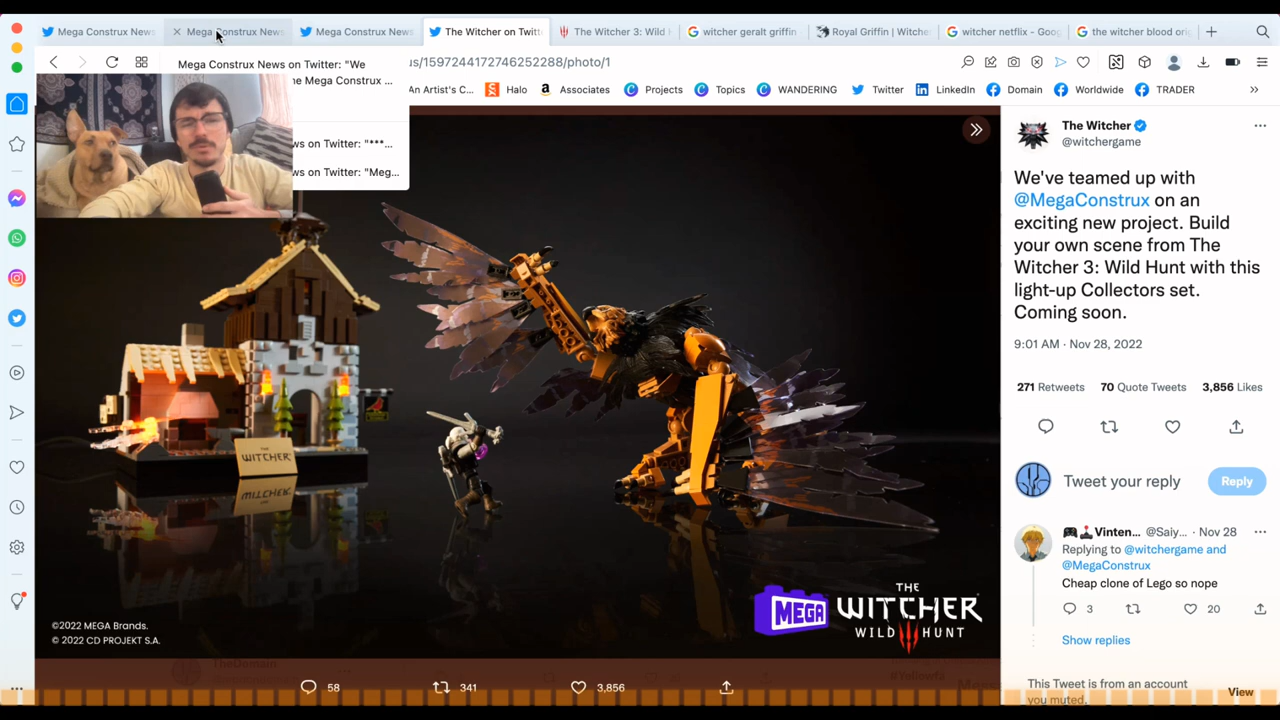 Mega Construx News
Mega Construx News
Mega Construx News
The Witcher on Twitt
The Witcher 3: Wild H
witcher geralt griffin
Royal Griffin | Witche
witcher netflix - Goog
the witcher blood ori
us/1597244172746252288/photo/1
Mega Construx News on Twitter: "We
he Mega Construx ...
ws on Twitter: "***...
ws on Twitter: "Meg...
An Artist's C...
Halo
Associates
Projects
Topics
WANDERING
Twitter
LinkedIn
Domain
Worldwide
TRADER
The Witcher
@witchergame
We've teamed up with
@MegaConstrux on an
exciting new project. Build
your own scene from The
Witcher 3: Wild Hunt with this
light-up Collectors set.
Coming soon.
9:01 AM · Nov 28, 2022
271 Retweets 70 Quote Tweets 3,856 Likes
Tweet your reply
Reply
Vinten... @Saiy... · Nov 28
Replying to @witchergame and
@MegaConstrux
Cheap clone of Lego so nope
3
20
Show replies
This Tweet is from an account
you muted.
View
THE
WITCHER
MEGA
THE
WITCHER
WILD HUNT
©2022 MEGA Brands.
© 2022 CD PROJEKT S.A.
TheDomain
58
341
3,856